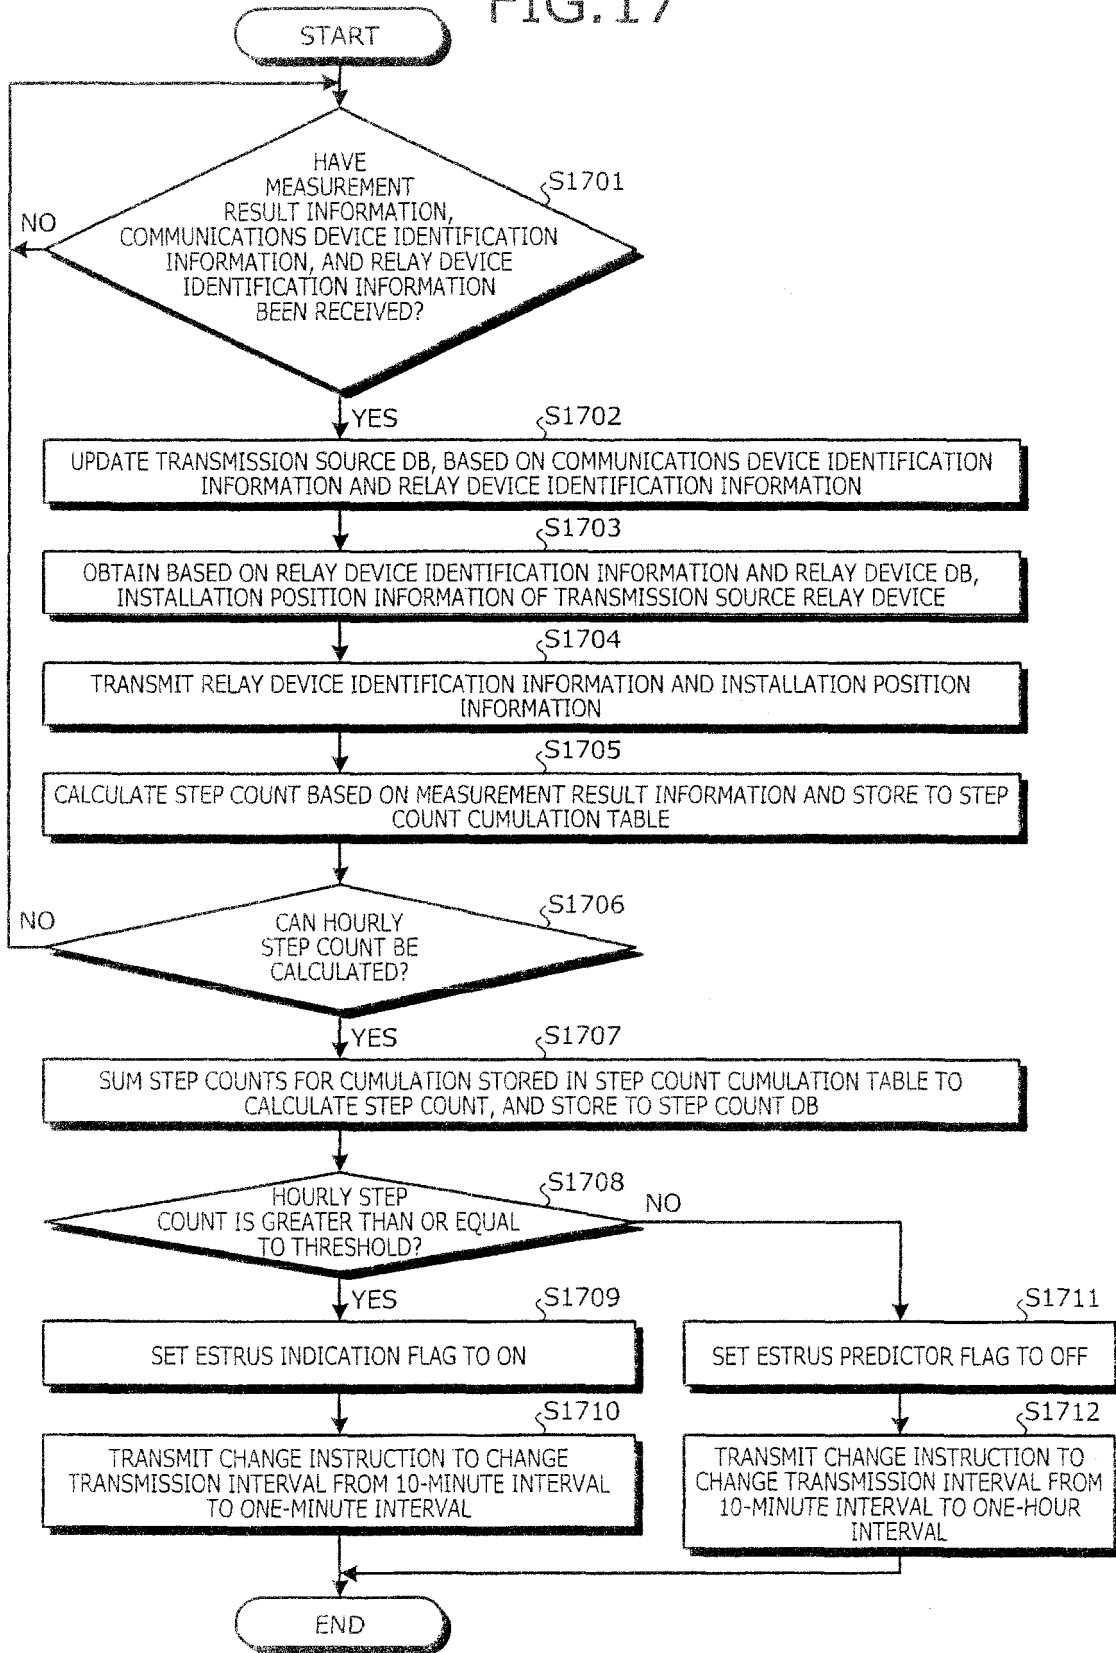 FIG.17
START
HAVE
MEASUREMENT
RESULT INFORMATION,
COMMUNICATIONS DEVICE IDENTIFICATION
INFORMATION, AND RELAY DEVICE
IDENTIFICATION INFORMATION
BEEN RECEIVED?
S1701
NO
YES
S1702
UPDATE TRANSMISSION SOURCE DB, BASED ON COMMUNICATIONS DEVICE IDENTIFICATION
INFORMATION AND RELAY DEVICE IDENTIFICATION INFORMATION
S1703
OBTAIN BASED ON RELAY DEVICE IDENTIFICATION INFORMATION AND RELAY DEVICE DB,
INSTALLATION POSITION INFORMATION OF TRANSMISSION SOURCE RELAY DEVICE
S1704
TRANSMIT RELAY DEVICE IDENTIFICATION INFORMATION AND INSTALLATION POSITION
INFORMATION
S1705
CALCULATE STEP COUNT BASED ON MEASUREMENT RESULT INFORMATION AND STORE TO STEP
COUNT CUMULATION TABLE
S1706
NO
CAN HOURLY
STEP COUNT BE
CALCULATED?
YES
S1707
SUM STEP COUNTS FOR CUMULATION STORED IN STEP COUNT CUMULATION TABLE TO
CALCULATE STEP COUNT, AND STORE TO STEP COUNT DB
S1708
HOURLY STEP
COUNT IS GREATER THAN OR EQUAL
TO THRESHOLD?
NO
YES
S1709
SET ESTRUS INDICATION FLAG TO ON
S1710
TRANSMIT CHANGE INSTRUCTION TO CHANGE
TRANSMISSION INTERVAL FROM 10-MINUTE INTERVAL
TO ONE-MINUTE INTERVAL
S1711
SET ESTRUS PREDICTOR FLAG TO OFF
S1712
TRANSMIT CHANGE INSTRUCTION TO
CHANGE TRANSMISSION INTERVAL FROM
10-MINUTE INTERVAL TO ONE-HOUR
INTERVAL
END